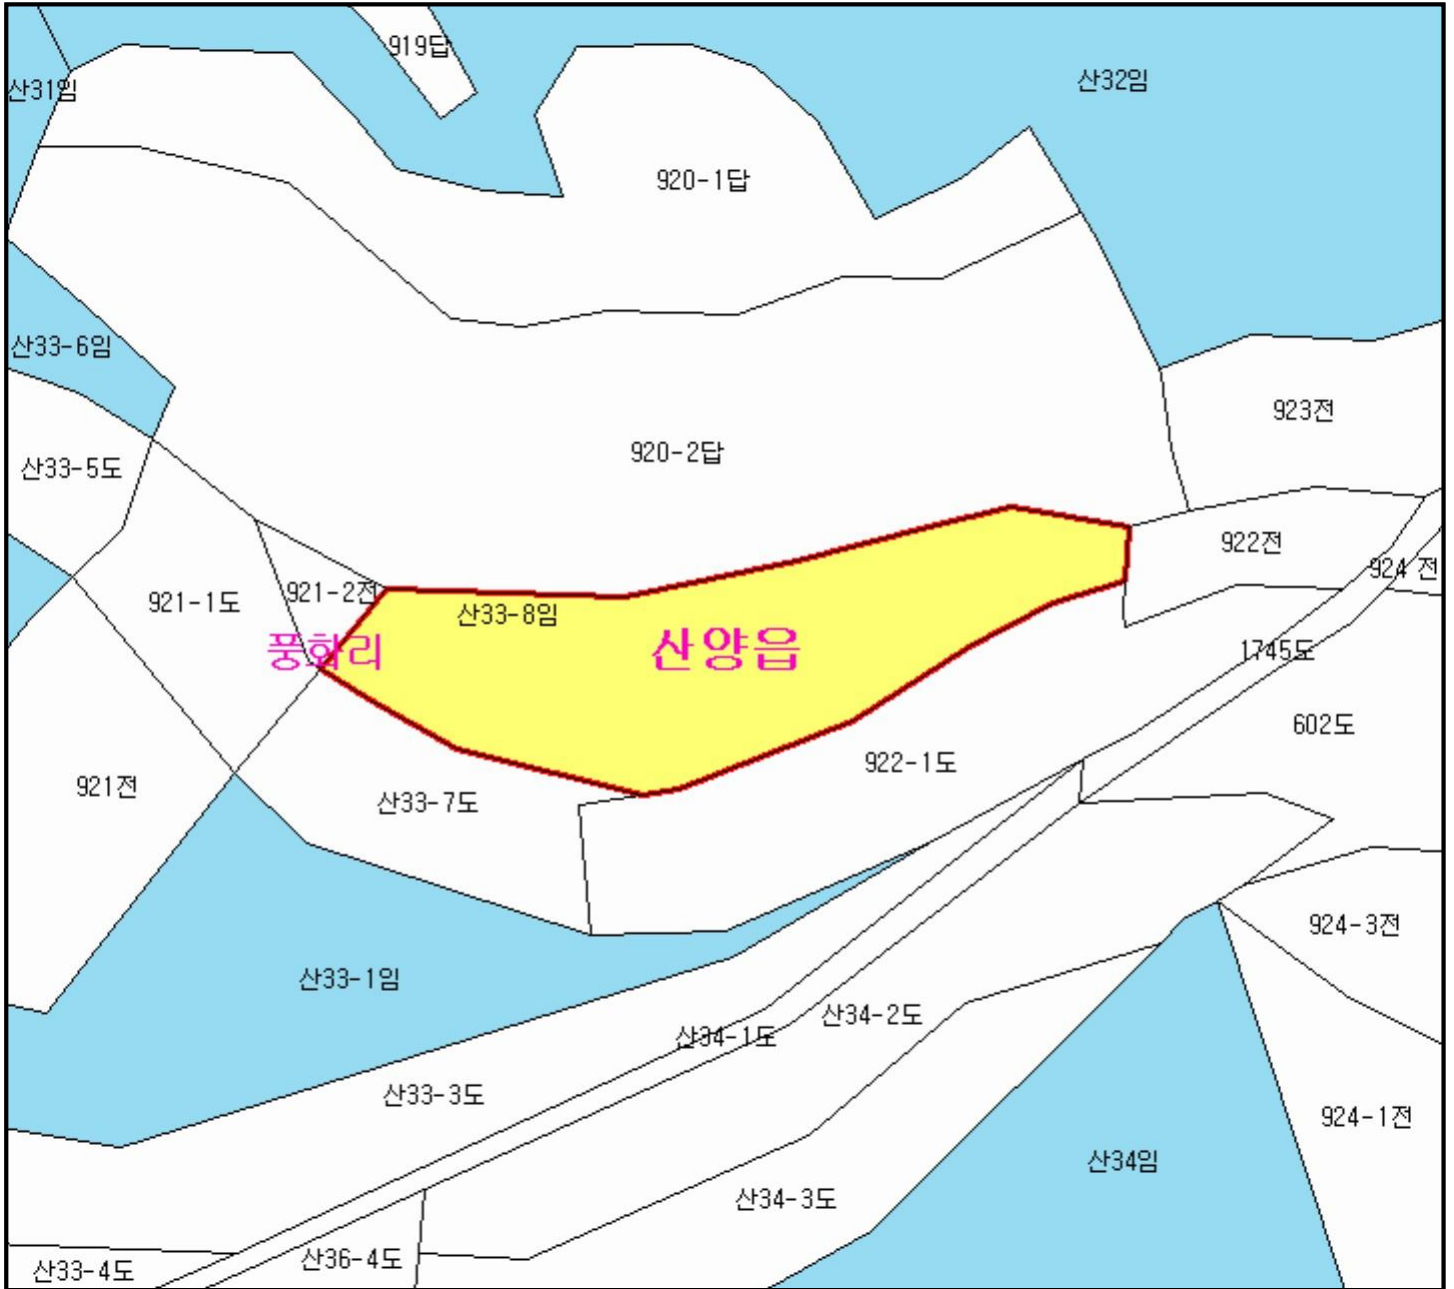 919답
산32임
산31임
920-1답
산33-6임
923전
920-2답
산33-5도
922전
924 전
921-2전
921-1도
산33-8임
풍화리
산양읍
1745도
602도
922-1도
921전
산33-7도
924-3전
산33-1임
산34-2도
산34-1도
산33-3도
924-1전
산34임
산34-3도
산36-4도
산33-4도